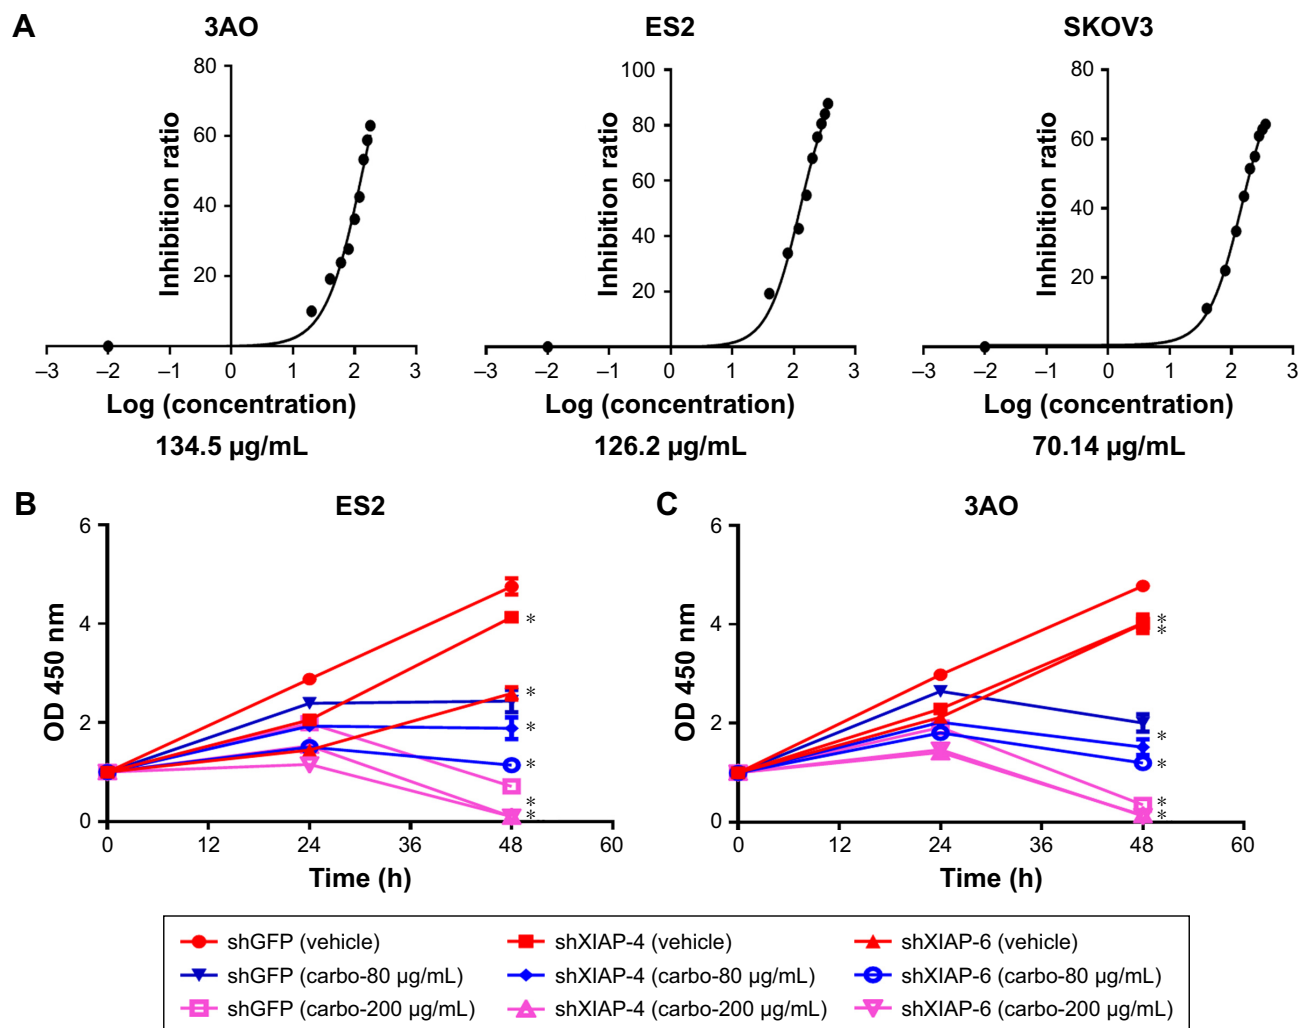 A
3AO
ES2
SKOV3
80
60
40
20
Inhibition ratio
–3 –2 –1 0 1 2 3
Log (concentration)
134.5 µg/mL
100
80
60
40
20
Inhibition ratio
–3 –2 –1 0 1 2 3
Log (concentration)
126.2 µg/mL
80
60
40
20
Inhibition ratio
–3 –2 –1 0 1 2 3
Log (concentration)
70.14 µg/mL
B
ES2
6
4
2
0
OD 450 nm
*
*
*
*
*
*
0 12 24 36 48 60
Time (h)
C
3AO
6
4
2
0
OD 450 nm
*
*
*
*
*
*
0 12 24 36 48 60
Time (h)
shGFP (vehicle) shXIAP-4 (vehicle) shXIAP-6 (vehicle)
shGFP (carbo-80 µg/mL) shXIAP-4 (carbo-80 µg/mL) shXIAP-6 (carbo-80 µg/mL)
shGFP (carbo-200 µg/mL) shXIAP-4 (carbo-200 µg/mL) shXIAP-6 (carbo-200 µg/mL)